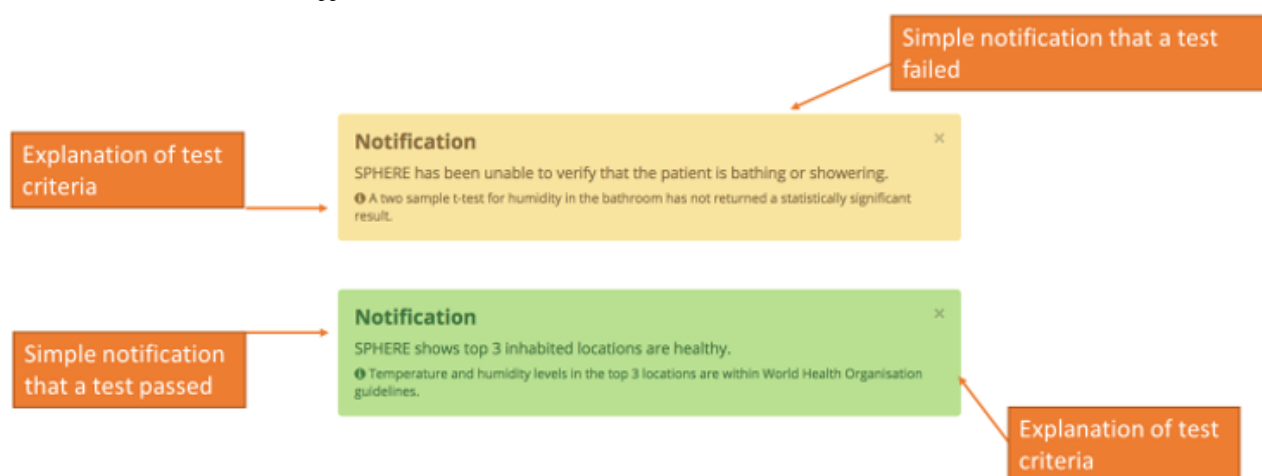 Simple notification that a test
failed
Explanation of test
criteria
Notification
×
SPHERE has been unable to verify that the patient is bathing or showering.
A two sample t-test for humidity in the bathroom has not returned a statistically significant
result.
Simple notification
that a test passed
Notification
×
SPHERE shows top 3 inhabited locations are healthy.
Temperature and humidity levels in the top 3 locations are within World Health Organisation
guidelines.
Explanation of test
criteria